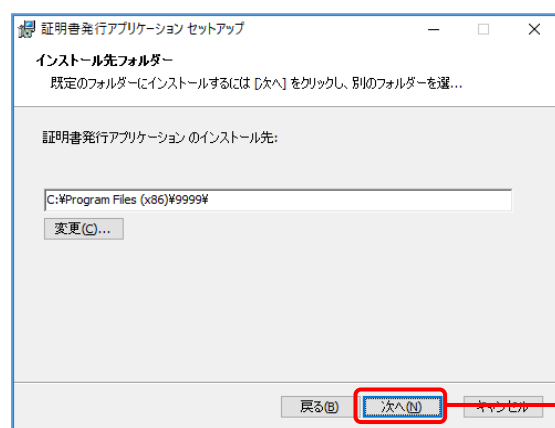 証明書発行アプリケーション セットアップ
インストール先フォルダー
既定のフォルダーにインストールするには [次へ] をクリックし、別のフォルダーを選...
証明書発行アプリケーション のインストール先:
C:¥Program Files (x86)¥9999¥
変更(C)...
戻る(B) 次へ(N) キャンセル